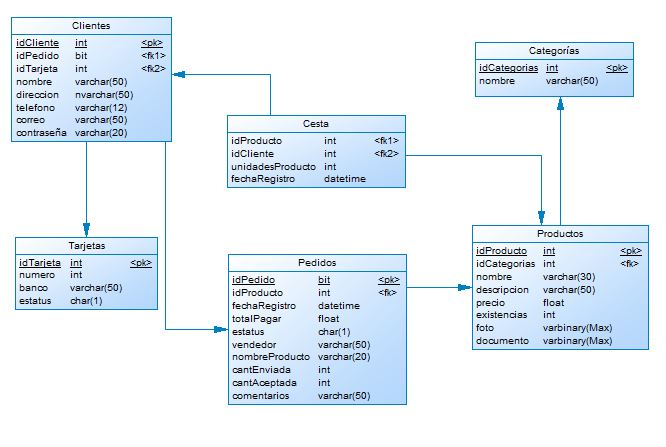 Clientes
idCliente int <pk>
idPedido bit <fk1>
idTarjeta int <fk2>
nombre varchar(50)
direccion nvarchar(50)
telefono varchar(12)
correo varchar(50)
contraseña varchar(20)
Categorías
idCategorias int <pk>
nombre varchar(50)
Cesta
idProducto int <fk1>
idCliente int <fk2>
unidadesProducto int
fechaRegistro datetime
Tarjetas
idTarjeta int <pk>
numero int
banco varchar(50)
estatus char(1)
Pedidos
idPedido bit <pk>
idProducto int <fk>
fechaRegistro datetime
totalPagar float
estatus char(1)
vendedor varchar(50)
nombreProducto varchar(20)
cantEnviada int
cantAceptada int
comentarios varchar(50)
Productos
idProducto int <pk>
idCategorias int <fk>
nombre varchar(30)
descripcion varchar(50)
precio float
existencias int
foto varbinary(Max)
documento varbinary(Max)